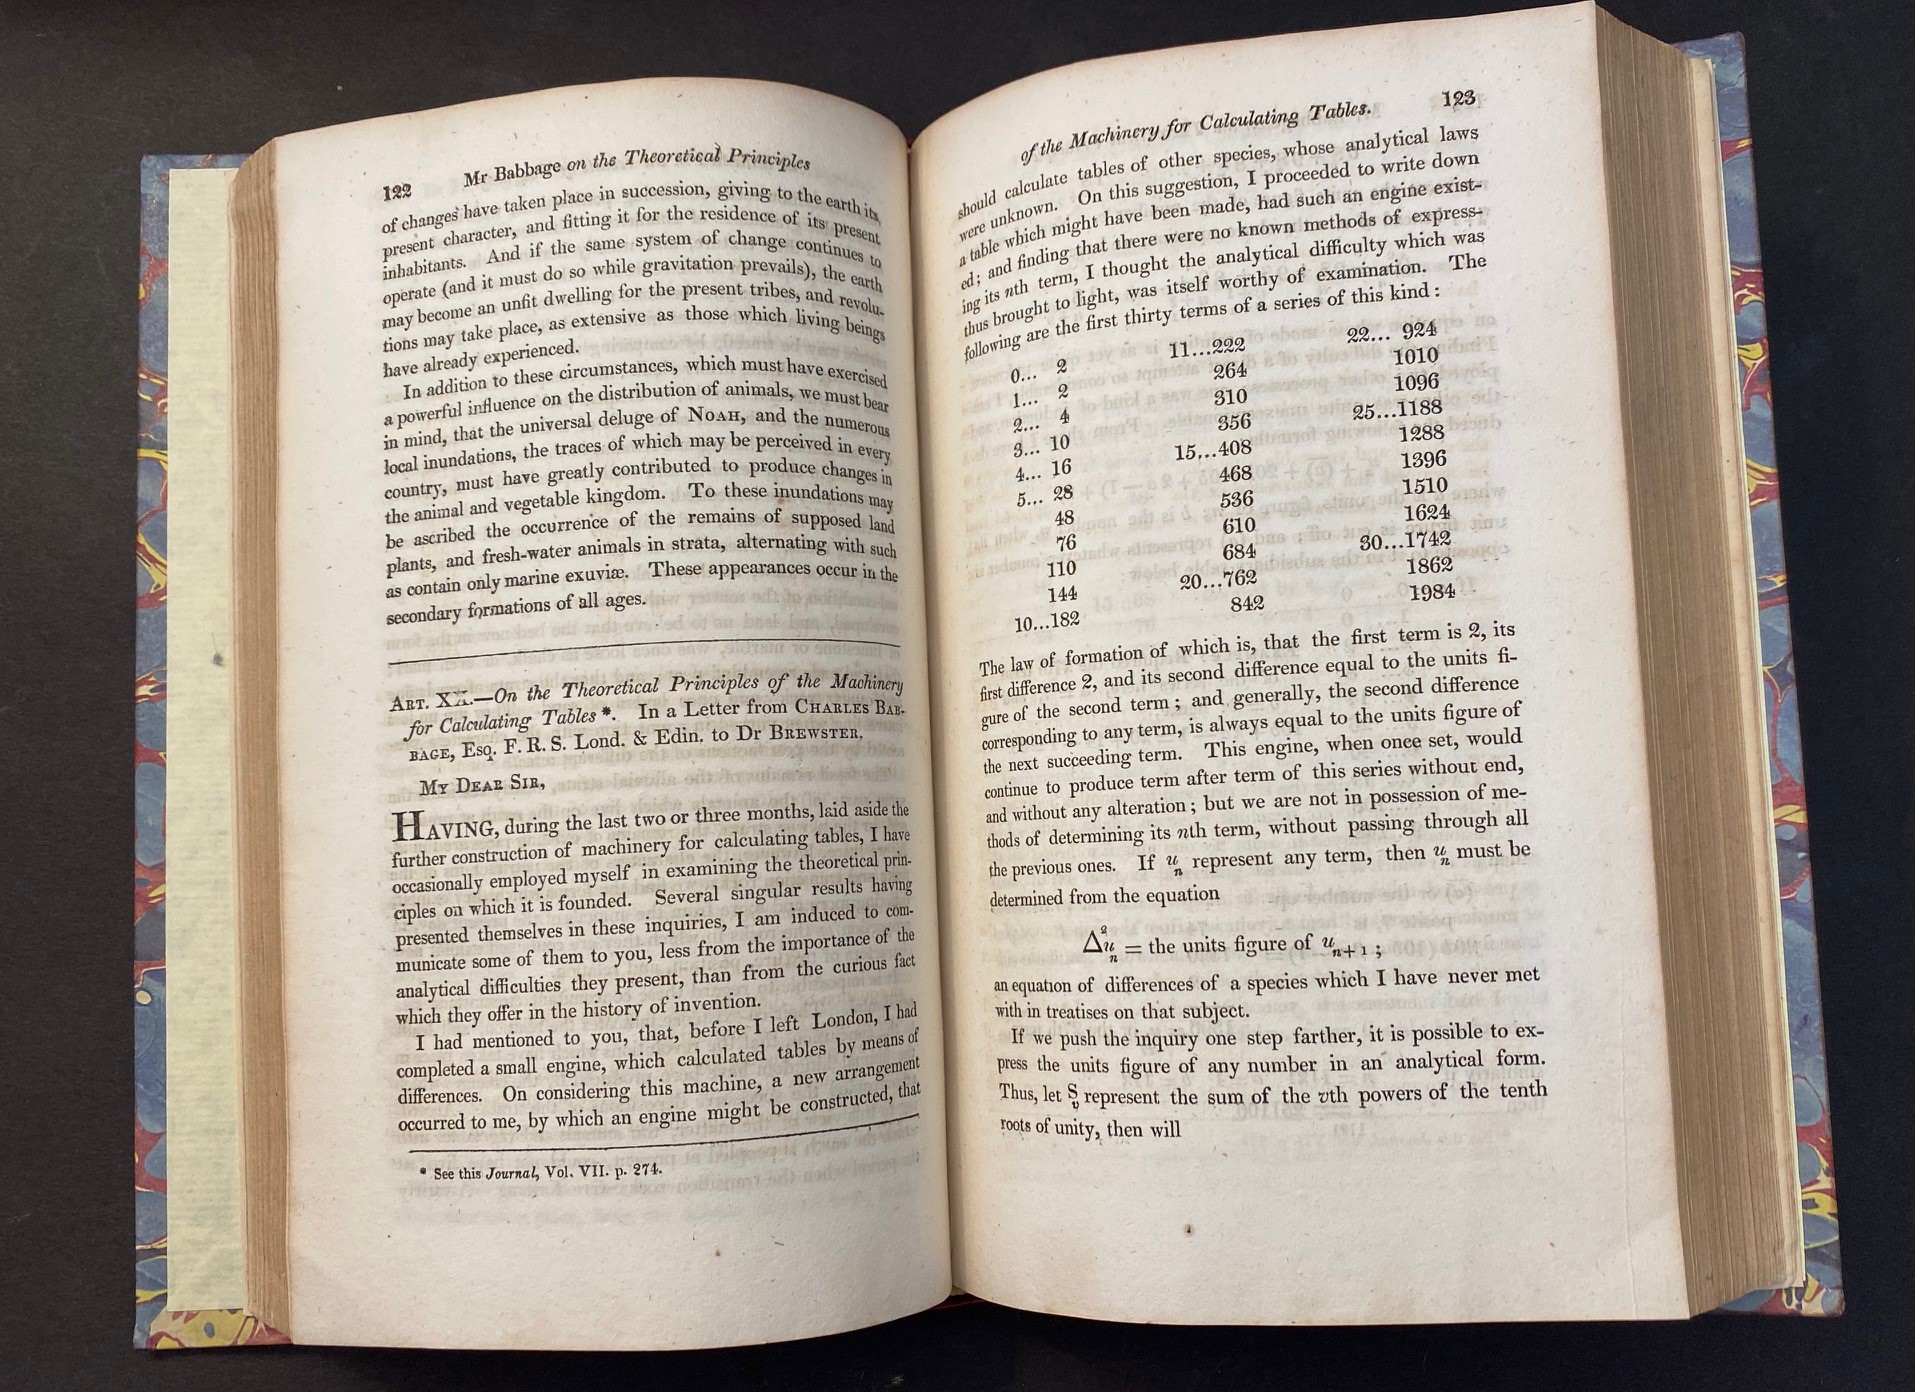 122 Mr Babbage on the Theoretical Principles
of changes have taken place in succession, giving to the earth its
present character, and fitting it for the residence of its present
inhabitants. And if the same system of change continues to
operate (and it must do so while gravitation prevails), the earth
may become an unfit dwelling for the present tribes, and revolu-
tions may take place, as extensive as those which living beings
have already experienced.
In addition to these circumstances, which must have exercised
a powerful influence on the distribution of animals, we must bear
in mind, that the universal deluge of NOAH, and the numerous
local inundations, the traces of which may be perceived in every
country, must have greatly contributed to produce changes in
the animal and vegetable kingdom. To these inundations may
be ascribed the occurrence of the remains of supposed land
plants, and fresh-water animals in strata, alternating with such
as contain only marine exuviæ. These appearances occur in the
secondary formations of all ages.
ART. XX.—On the Theoretical Principles of the Machinery
for Calculating Tables *. In a Letter from CHARLES BAB-
BAGE, Esq. F. R. S. Lond. & Edin. to Dr BREWSTER.
MY DEAR SIR,
HAVING, during the last two or three months, laid aside the
further construction of machinery for calculating tables, I have
occasionally employed myself in examining the theoretical prin-
ciples on which it is founded. Several singular results having
presented themselves in these inquiries, I am induced to com-
municate some of them to you, less from the importance of the
analytical difficulties they present, than from the curious fact
which they offer in the history of invention.
I had mentioned to you, that, before I left London, I had
completed a small engine, which calculated tables by means of
differences. On considering this machine, a new arrangement
occurred to me, by which an engine might be constructed, that
* See this Journal, Vol. VII. p. 274.
of the Machinery for Calculating Tables. 123
should calculate tables of other species, whose analytical laws
were unknown. On this suggestion, I proceeded to write down
a table which might have been made, had such an engine exist-
ed; and finding that there were no known methods of express-
ing its nth term, I thought the analytical difficulty which was
thus brought to light, was itself worthy of examination. The
following are the first thirty terms of a series of this kind:
0... 2 11...222 22... 924
1... 2 264 1010
2... 4 310 1096
3... 10 356 25...1188
4... 16 15...408 1288
5... 28 468 1396
48 536 1510
76 610 1624
110 684 30...1742
144 20...762 1862
10...182 842 1984
The law of formation of which is, that the first term is 2, its
first difference 2, and its second difference equal to the units fi-
gure of the second term; and generally, the second difference
corresponding to any term, is always equal to the units figure of
the next succeeding term. This engine, when once set, would
continue to produce term after term of this series without end,
and without any alteration; but we are not in possession of me-
thods of determining its nth term, without passing through all
the previous ones. If uₙ represent any term, then uₙ must be
determined from the equation
Δ²uₙ = the units figure of uₙ₊₁;
an equation of differences of a species which I have never met
with in treatises on that subject.
If we push the inquiry one step farther, it is possible to ex-
press the units figure of any number in an analytical form.
Thus, let Sᵥ represent the sum of the vth powers of the tenth
roots of unity, then will